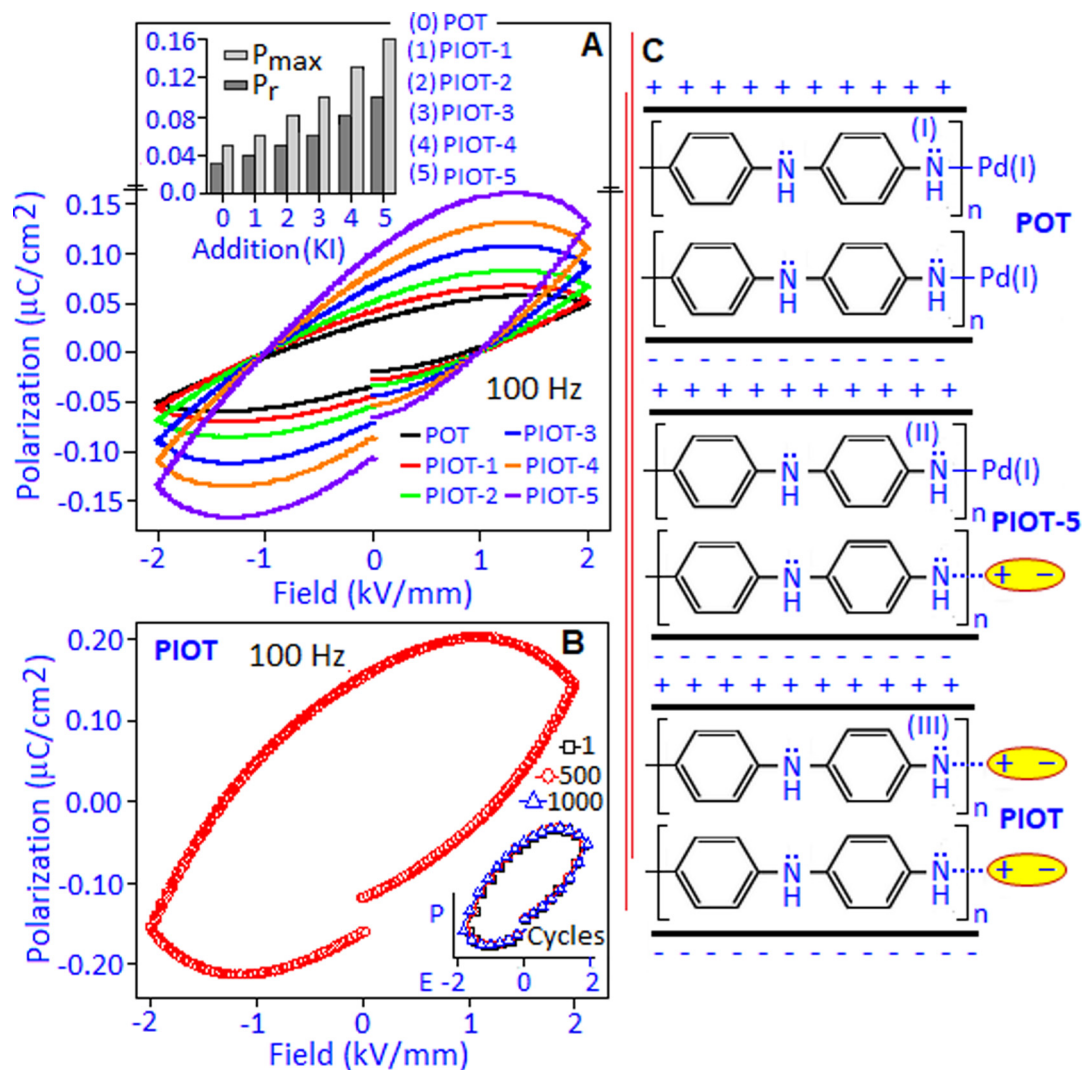 A
(0) POT
(1) PIOT-1
(2) PIOT-2
(3) PIOT-3
(4) PIOT-4
(5) PIOT-5
0.16
0.12
0.08
0.04
0.0
Pmax
Pr
0 1 2 3 4 5
Addition (KI)
Polarization (μC/cm2)
0.15
0.10
0.05
0.00
-0.05
-0.10
-0.15
100 Hz
POT
PIOT-1
PIOT-2
PIOT-3
PIOT-4
PIOT-5
-2 -1 0 1 2
Field (kV/mm)
B
PIOT
100 Hz
Polarization (μC/cm2)
0.20
0.10
0.00
-0.10
-0.20
1
500
1000
P
Cycles
E -2 0 2
-2 -1 0 1 2
Field (kV/mm)
C
+ + + + + + + + + +
(I)
N
H
N
H
Pd(I)
n
POT
N
H
N
H
Pd(I)
n
- - - - - - - - - - - -
+ + + + + + + + + +
(II)
N
H
N
H
Pd(I)
n
PIOT-5
N
H
N
H
+ −
n
- - - - - - - - - - - -
+ + + + + + + + + +
(III)
N
H
N
H
+ −
n
PIOT
N
H
N
H
+ −
n
- - - - - - - - - - - - -